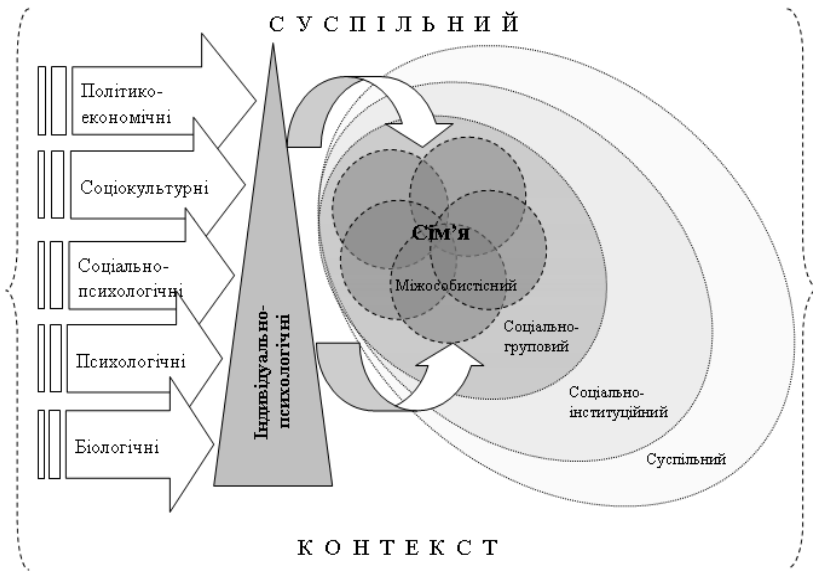 С У С П І Л Ь Н И Й
Політико-
економічні
Соціокультурні
Соціально-
психологічні
Психологічні
Біологічні
Індивідуально-
психологічні
Сім’я
Міжособистісний
Соціально-
груповий
Соціально-
інституційний
Суспільний
К О Н Т Е К С Т